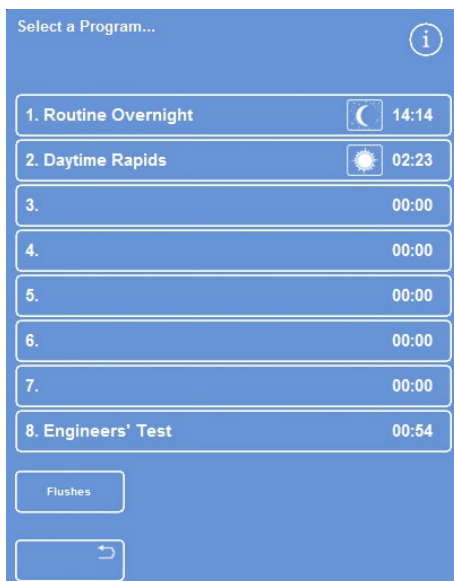 Select a Program...
i
1. Routine Overnight 14:14
2. Daytime Rapids 02:23
3. 00:00
4. 00:00
5. 00:00
6. 00:00
7. 00:00
8. Engineers' Test 00:54
Flushes